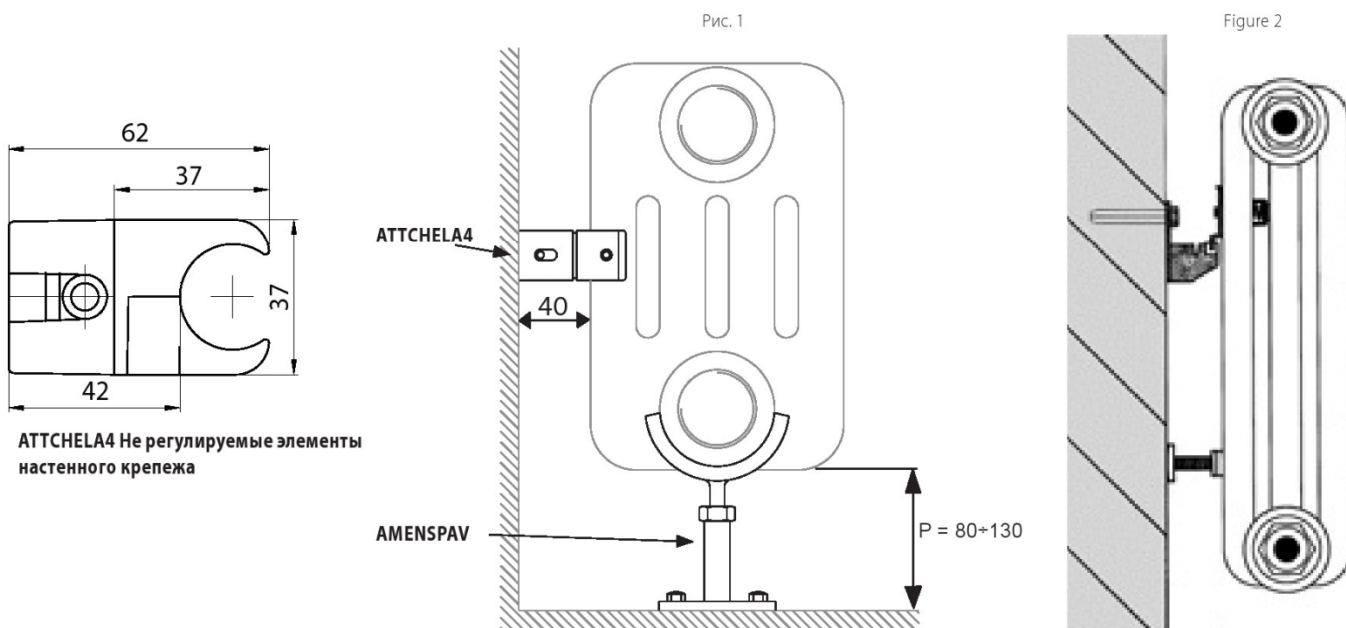 Рис. 1
Figure 2
62
37
37
42
ATTCHELA4 Не регулируемые элементы
настенного крепежа
ATTCHELA4
40
AMENSPAV
P = 80÷130